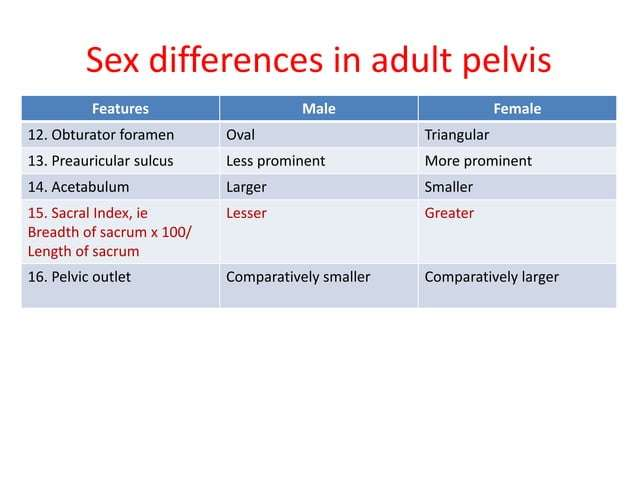 Sex differences in adult pelvis
Features Male Female
12. Obturator foramen Oval Triangular
13. Preauricular sulcus Less prominent More prominent
14. Acetabulum Larger Smaller
15. Sacral Index, ie Lesser Greater
Breadth of sacrum x 100/
Length of sacrum
16. Pelvic outlet Comparatively smaller Comparatively larger